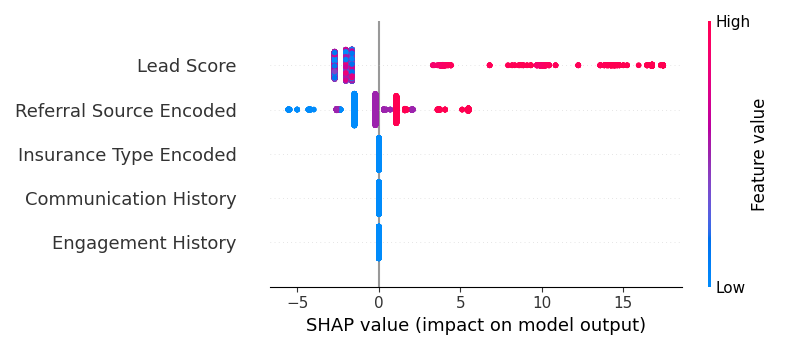 High
Lead Score
Referral Source Encoded
Insurance Type Encoded
Communication History
Engagement History
Feature value
Low
−5 0 5 10 15
SHAP value (impact on model output)